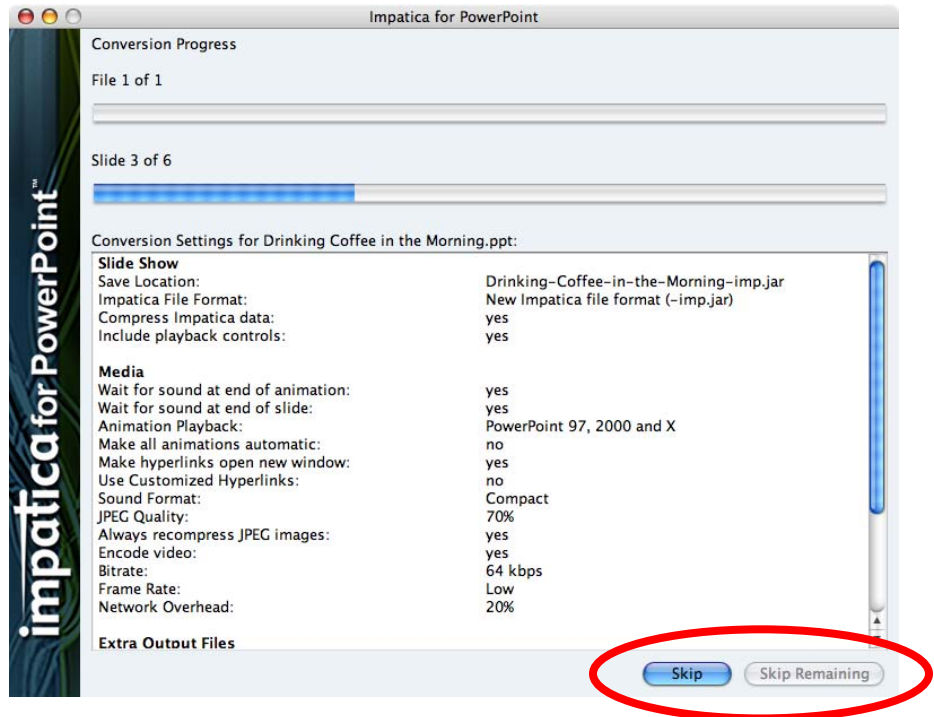 Impatica for PowerPoint
Conversion Progress
File 1 of 1
Slide 3 of 6
Conversion Settings for Drinking Coffee in the Morning.ppt:
Slide Show
Save Location: Drinking-Coffee-in-the-Morning-imp.jar
Impatica File Format: New Impatica file format (-imp.jar)
Compress Impatica data: yes
Include playback controls: yes
Media
Wait for sound at end of animation: yes
Wait for sound at end of slide: yes
Animation Playback: PowerPoint 97, 2000 and X
Make all animations automatic: no
Make hyperlinks open new window: yes
Use Customized Hyperlinks: no
Sound Format: Compact
JPEG Quality: 70%
Always recompress JPEG images: yes
Encode video: yes
Bitrate: 64 kbps
Frame Rate: Low
Network Overhead: 20%
Extra Output Files
Skip Skip Remaining
impatica for PowerPoint™